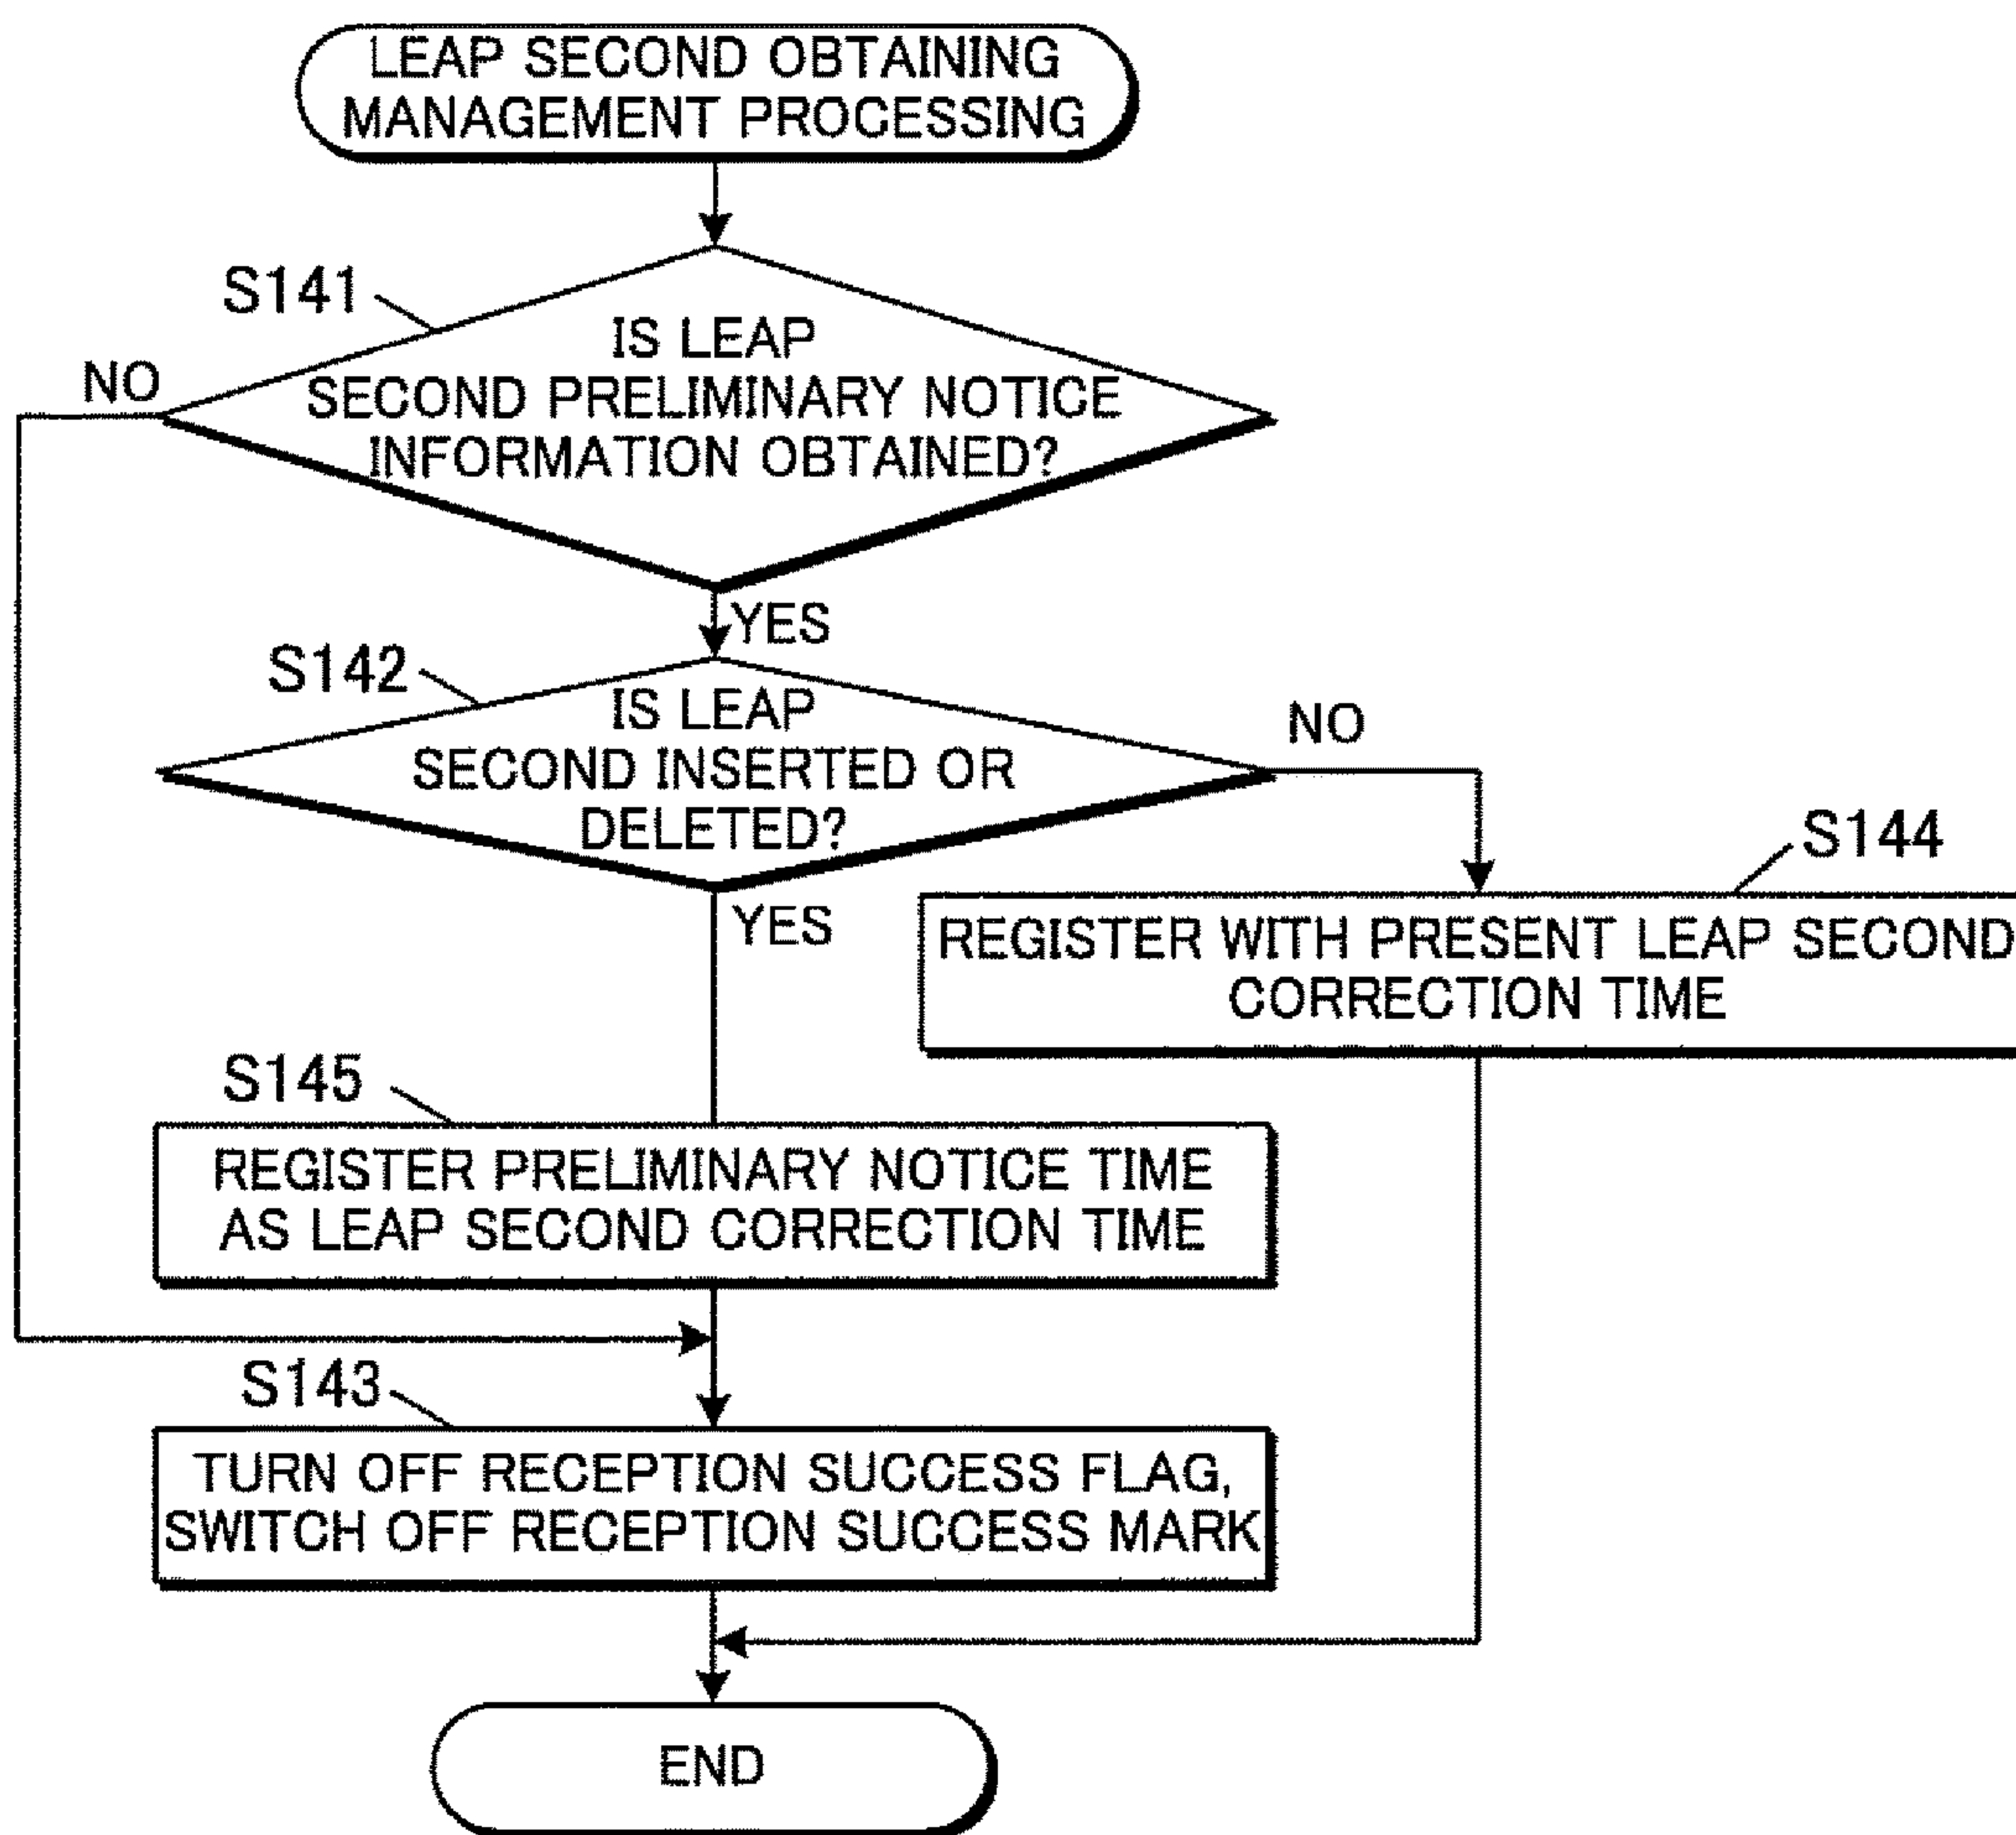 LEAP SECOND OBTAINING
MANAGEMENT PROCESSING
S141
IS LEAP
SECOND PRELIMINARY NOTICE
INFORMATION OBTAINED?
NO
YES
S142
IS LEAP
SECOND INSERTED OR
DELETED?
NO
YES
S144
REGISTER WITH PRESENT LEAP SECOND
CORRECTION TIME
S145
REGISTER PRELIMINARY NOTICE TIME
AS LEAP SECOND CORRECTION TIME
S143
TURN OFF RECEPTION SUCCESS FLAG,
SWITCH OFF RECEPTION SUCCESS MARK
END